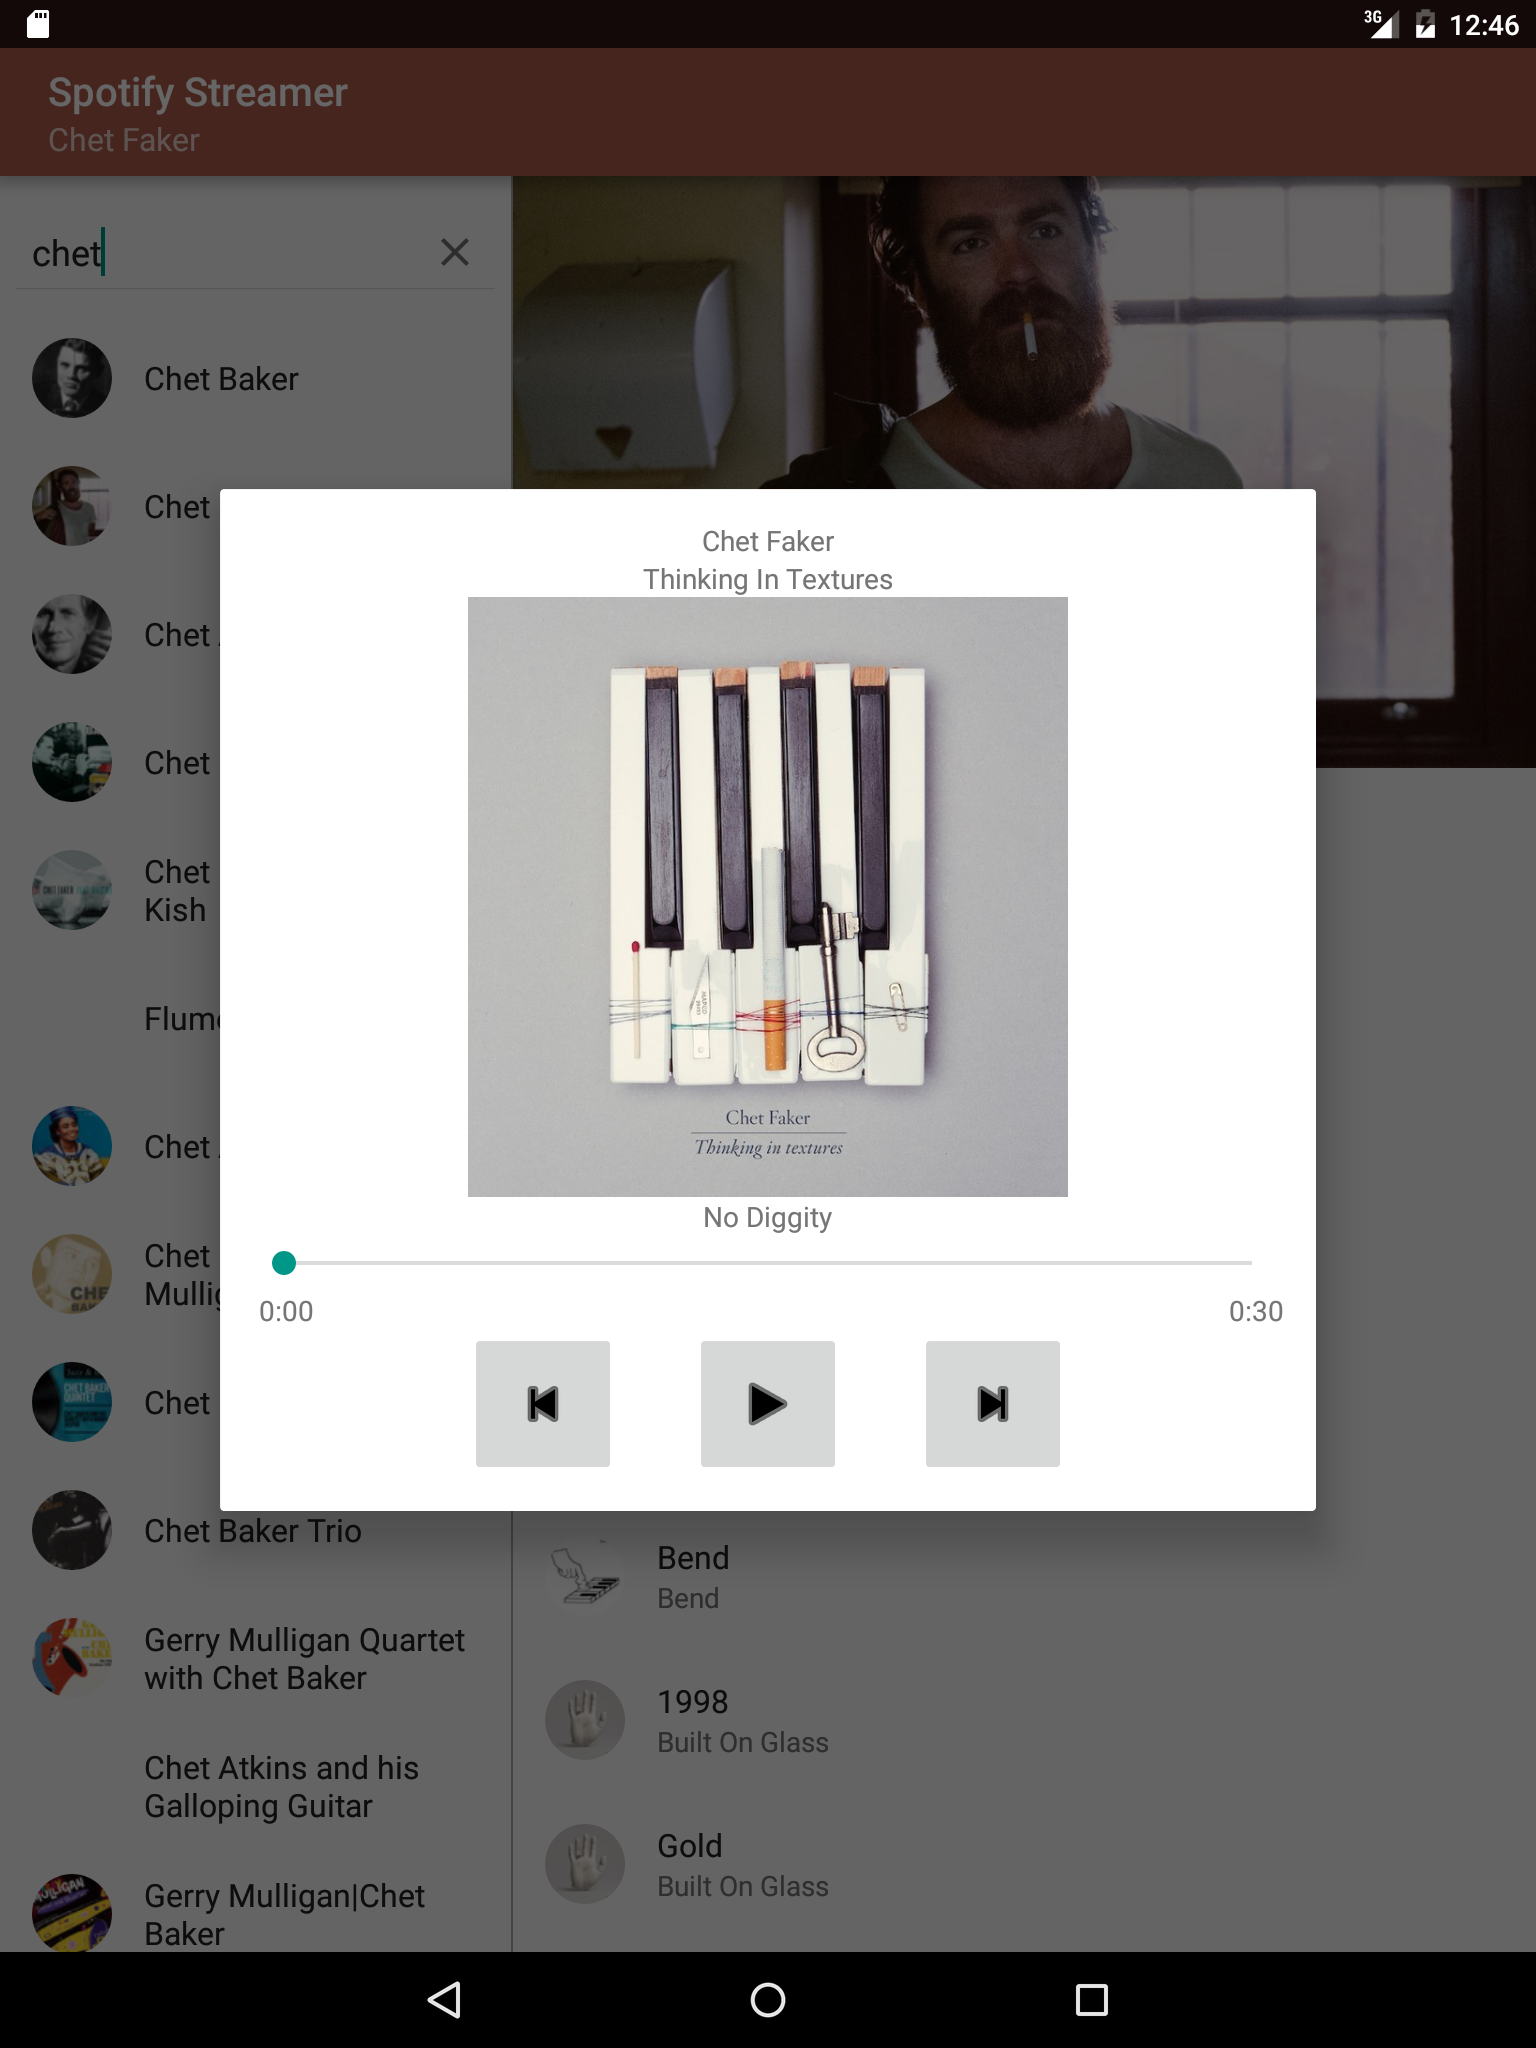 3G 12:46
Spotify Streamer
Chet Faker
chet
Chet Baker
Chet
Chet
Chet
Chet
Kish
Flume
Chet
Chet
Mullig
Chet
Chet Baker Trio
Gerry Mulligan Quartet
with Chet Baker
Chet Atkins and his
Galloping Guitar
Gerry Mulligan|Chet
Baker
Chet Faker
Thinking In Textures
Chet Faker
Thinking in textures
No Diggity
0:00 0:30
Bend
Bend
1998
Built On Glass
Gold
Built On Glass